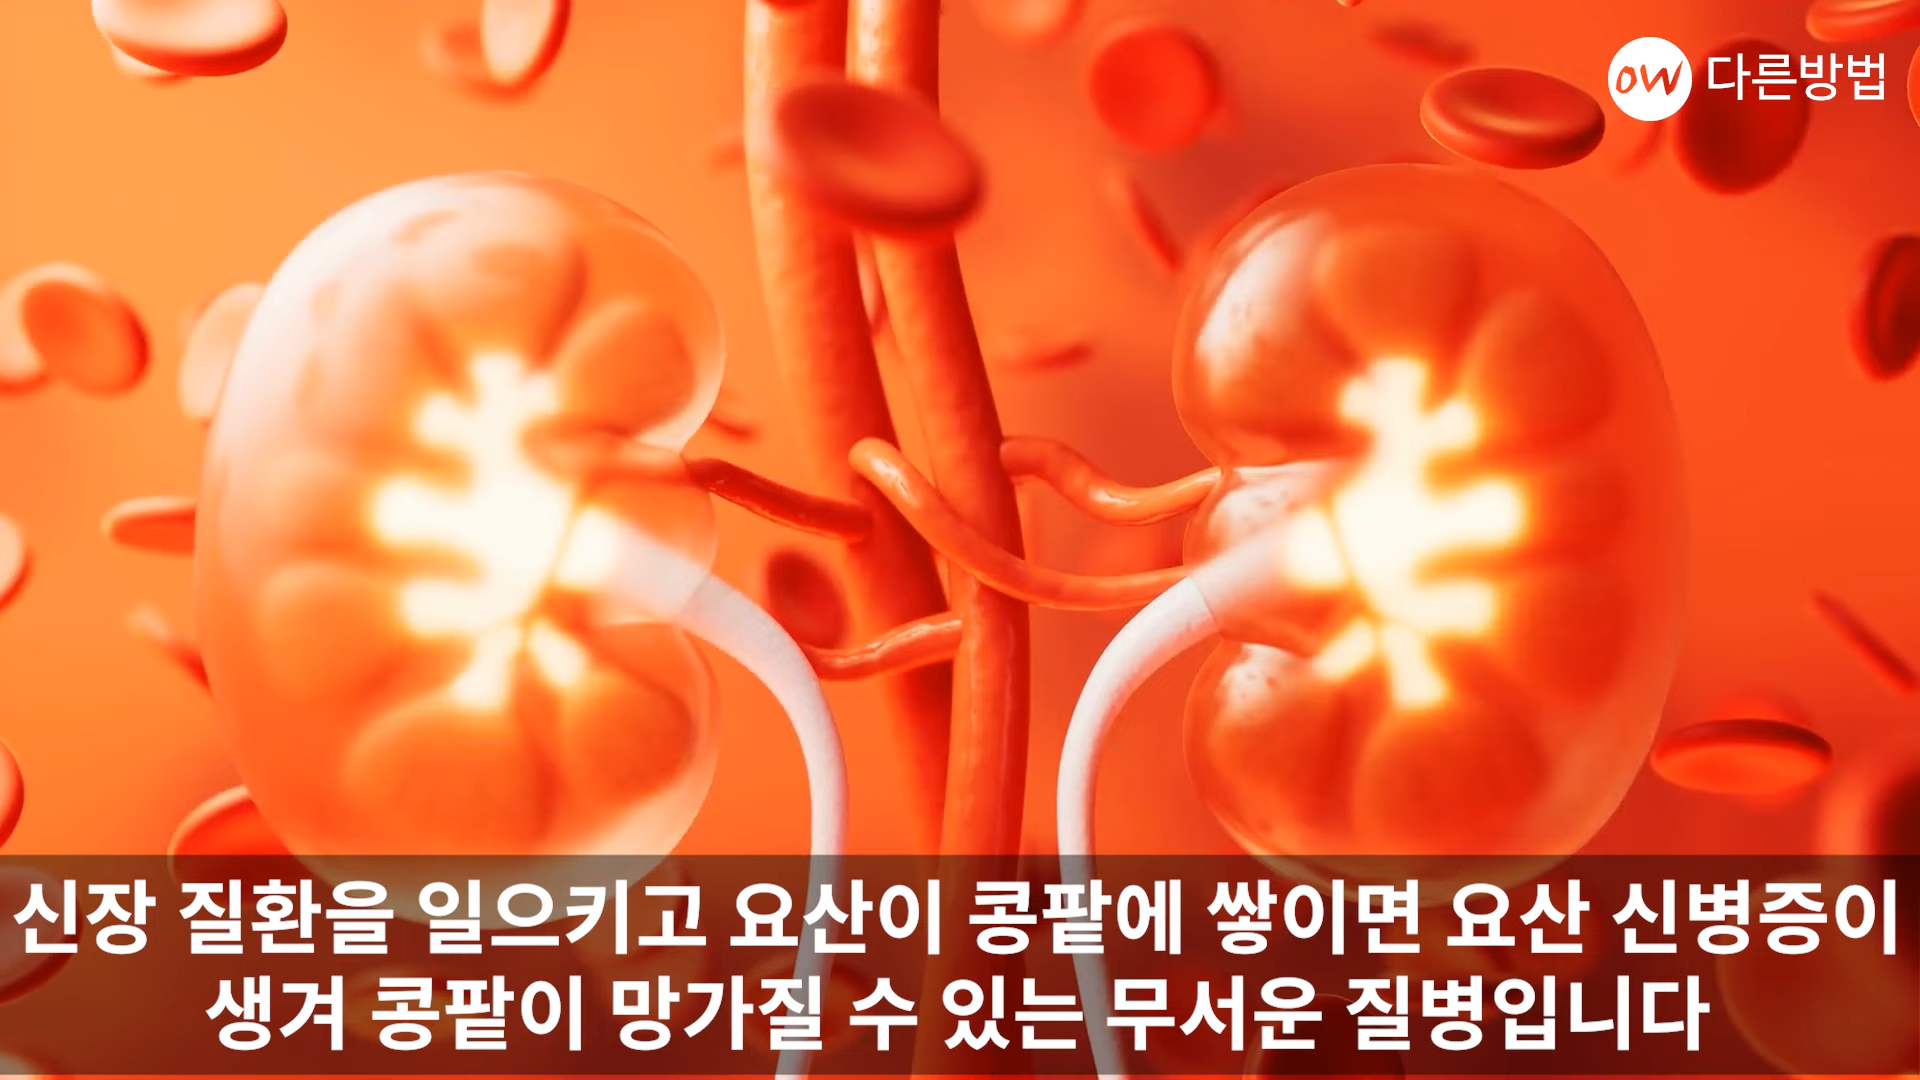 ow 다른방법
신장 질환을 일으키고 요산이 콩팥에 쌓이면 요산 신병증이
생겨 콩팥이 망가질 수 있는 무서운 질병입니다